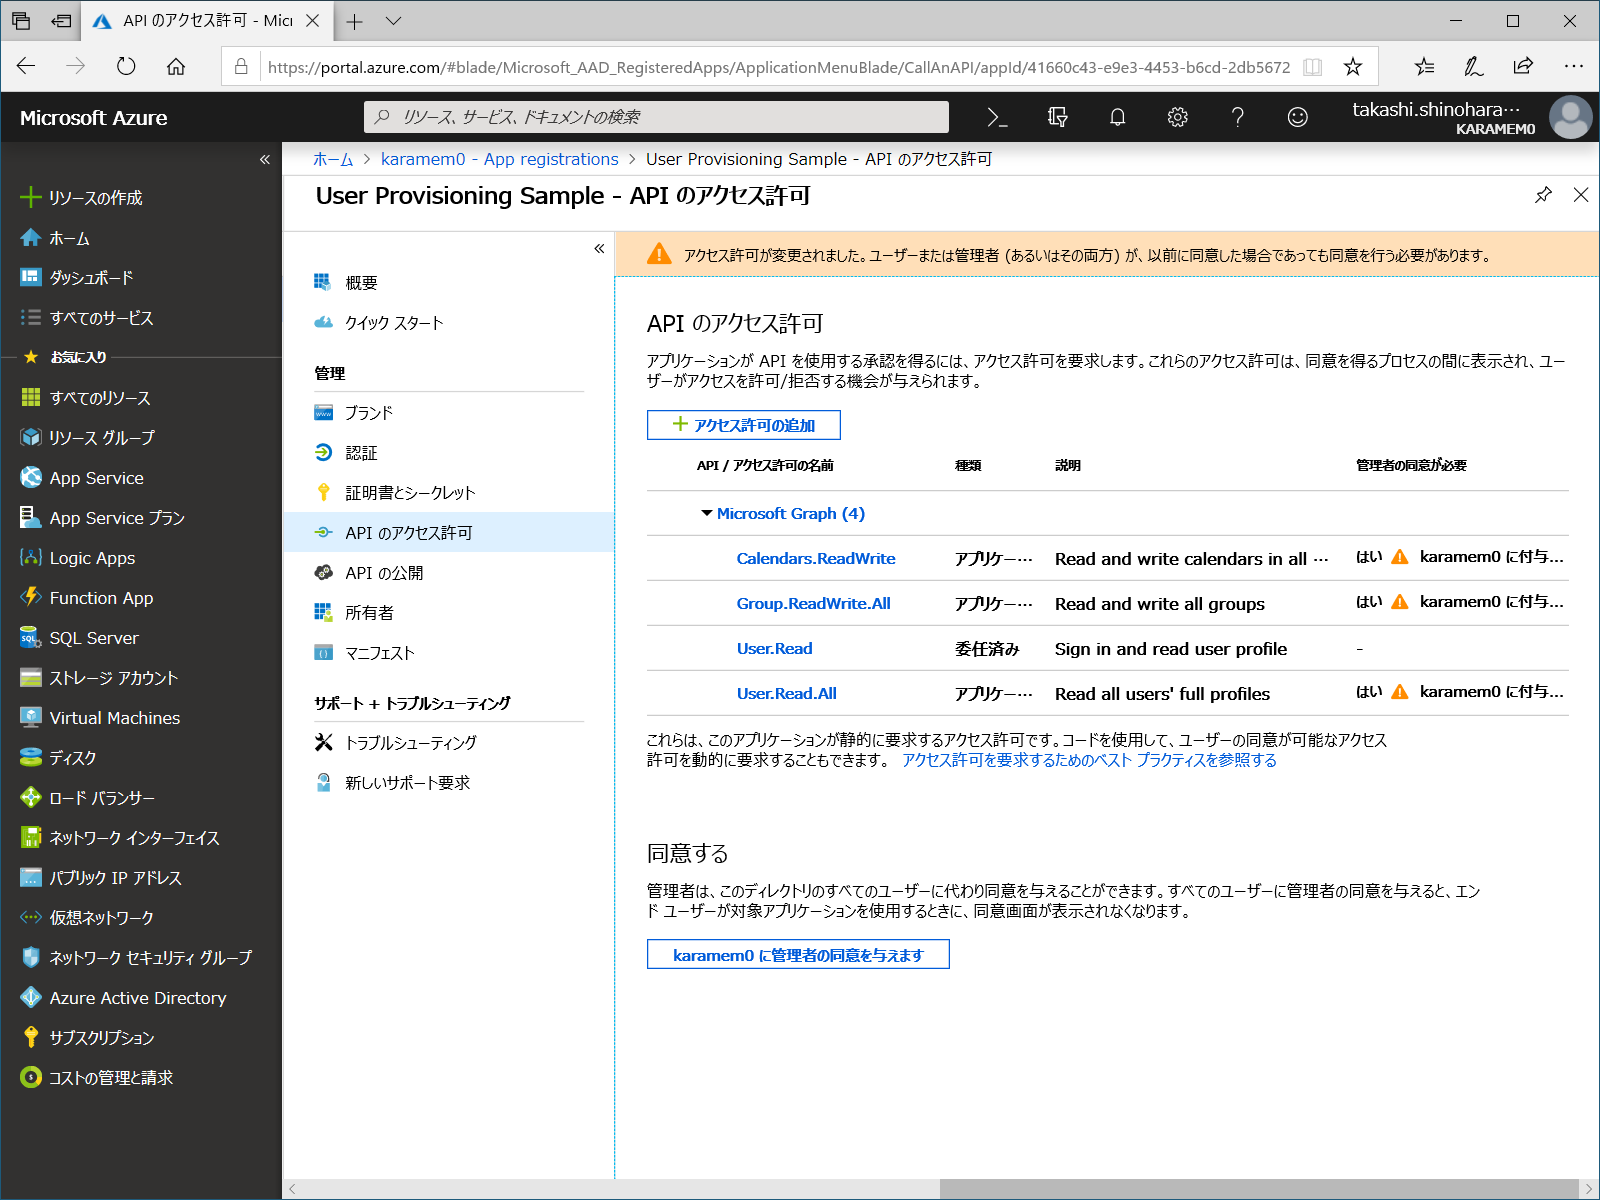 API のアクセス許可 - Micr
https://portal.azure.com/#blade/Microsoft_AAD_RegisteredApps/ApplicationMenuBlade/CallAnAPI/appId/41660c43-e9e3-4453-b6cd-2db5672
Microsoft Azure
リソース、サービス、ドキュメントの検索
takashi.shinohara…
KARAMEM0
リソースの作成
ホーム
ダッシュボード
すべてのサービス
お気に入り
すべてのリソース
リソース グループ
App Service
App Service プラン
Logic Apps
Function App
SQL Server
ストレージ アカウント
Virtual Machines
ディスク
ロード バランサー
ネットワーク インターフェイス
パブリック IP アドレス
仮想ネットワーク
ネットワーク セキュリティ グループ
Azure Active Directory
サブスクリプション
コストの管理と請求
ホーム > karamem0 - App registrations > User Provisioning Sample - API のアクセス許可
User Provisioning Sample - API のアクセス許可
概要
クイック スタート
管理
ブランド
認証
証明書とシークレット
API のアクセス許可
API の公開
所有者
マニフェスト
サポート + トラブルシューティング
トラブルシューティング
新しいサポート要求
アクセス許可が変更されました。ユーザーまたは管理者 (あるいはその両方) が、以前に同意した場合であっても同意を行う必要があります。
API のアクセス許可
アプリケーションが API を使用する承認を得るには、アクセス許可を要求します。これらのアクセス許可は、同意を得るプロセスの間に表示され、ユー
ザーがアクセスを許可/拒否する機会が与えられます。
アクセス許可の追加
API / アクセス許可の名前 種類 説明 管理者の同意が必要
Microsoft Graph (4)
Calendars.ReadWrite アプリケー… Read and write calendars in all … はい karamem0 に付与...
Group.ReadWrite.All アプリケー… Read and write all groups はい karamem0 に付与...
User.Read 委任済み Sign in and read user profile -
User.Read.All アプリケー… Read all users' full profiles はい karamem0 に付与...
これらは、このアプリケーションが静的に要求するアクセス許可です。コードを使用して、ユーザーの同意が可能なアクセス
許可を動的に要求することもできます。 アクセス許可を要求するためのベスト プラクティスを参照する
同意する
管理者は、このディレクトリのすべてのユーザーに代わり同意を与えることができます。すべてのユーザーに管理者の同意を与えると、エン
ド ユーザーが対象アプリケーションを使用するときに、同意画面が表示されなくなります。
karamem0 に管理者の同意を与えます